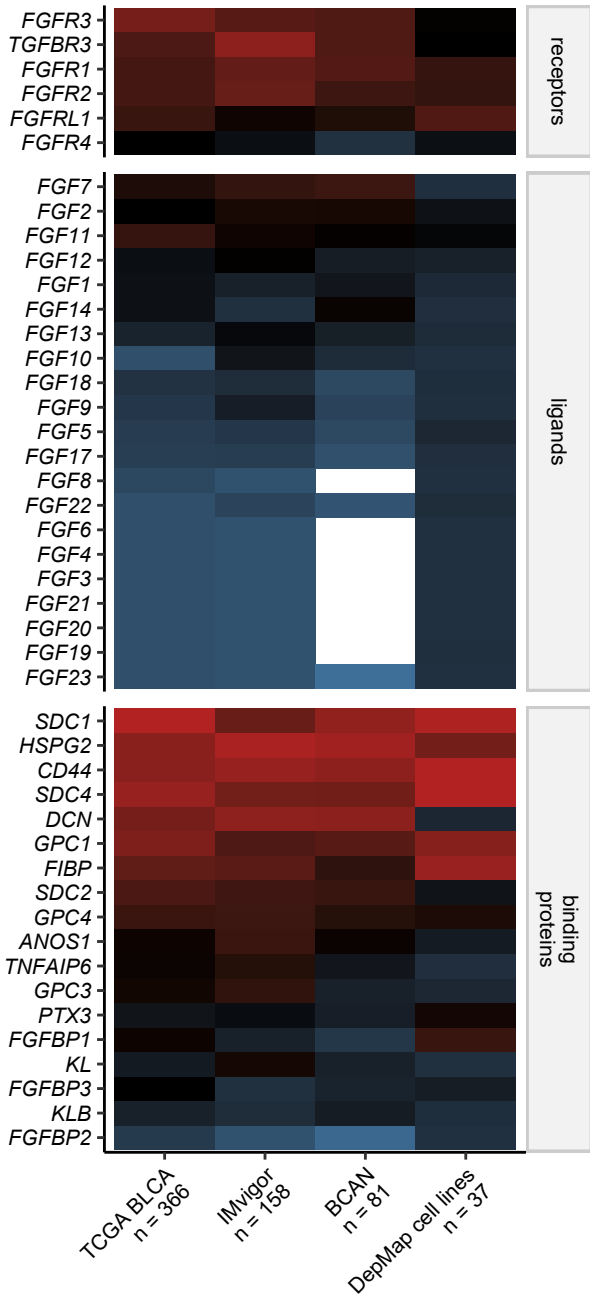 FGFR3
TGFBR3
FGFR1
FGFR2
FGFRL1
FGFR4
receptors
FGF7
FGF2
FGF11
FGF12
FGF1
FGF14
FGF13
FGF10
FGF18
FGF9
FGF5
FGF17
FGF8
FGF22
FGF6
FGF4
FGF3
FGF21
FGF20
FGF19
FGF23
ligands
SDC1
HSPG2
CD44
SDC4
DCN
GPC1
FIBP
SDC2
GPC4
ANOS1
TNFAIP6
GPC3
PTX3
FGFBP1
KL
FGFBP3
KLB
FGFBP2
binding
proteins
TCGA BLCA
n = 366
IMvigor
n = 158
BCAN
n = 81
DepMap cell lines
n = 37